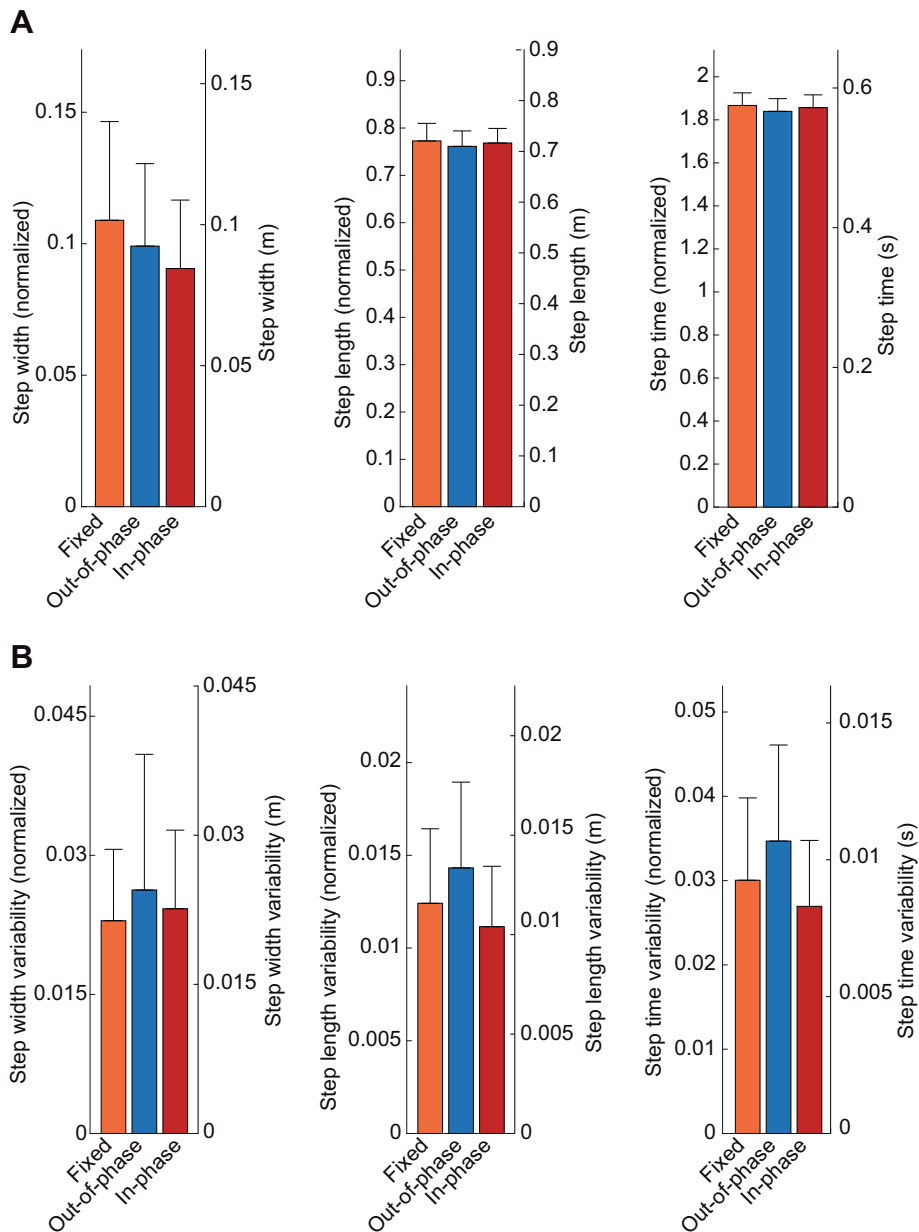 A
Step width (normalized)
0.15
0.1
0.05
0
0.15
0.1
0.05
0
Step width (m)
Fixed
Out-of-phase
In-phase
Step length (normalized)
0.9
0.8
0.7
0.6
0.5
0.4
0.3
0.2
0.1
0
0.9
0.8
0.7
0.6
0.5
0.4
0.3
0.2
0.1
0
Step length (m)
Fixed
Out-of-phase
In-phase
Step time (normalized)
2
1.8
1.6
1.4
1.2
1
0.8
0.6
0.4
0.2
0
0.6
0.4
0.2
0
Step time (s)
Fixed
Out-of-phase
In-phase
B
Step width variability (normalized)
0.045
0.03
0.015
0
0.045
0.03
0.015
0
Step width variability (m)
Fixed
Out-of-phase
In-phase
Step length variability (normalized)
0.02
0.015
0.01
0.005
0
0.02
0.015
0.01
0.005
0
Step length variability (m)
Fixed
Out-of-phase
In-phase
Step time variability (normalized)
0.05
0.04
0.03
0.02
0.01
0
0.015
0.01
0.005
0
Step time variability (s)
Fixed
Out-of-phase
In-phase